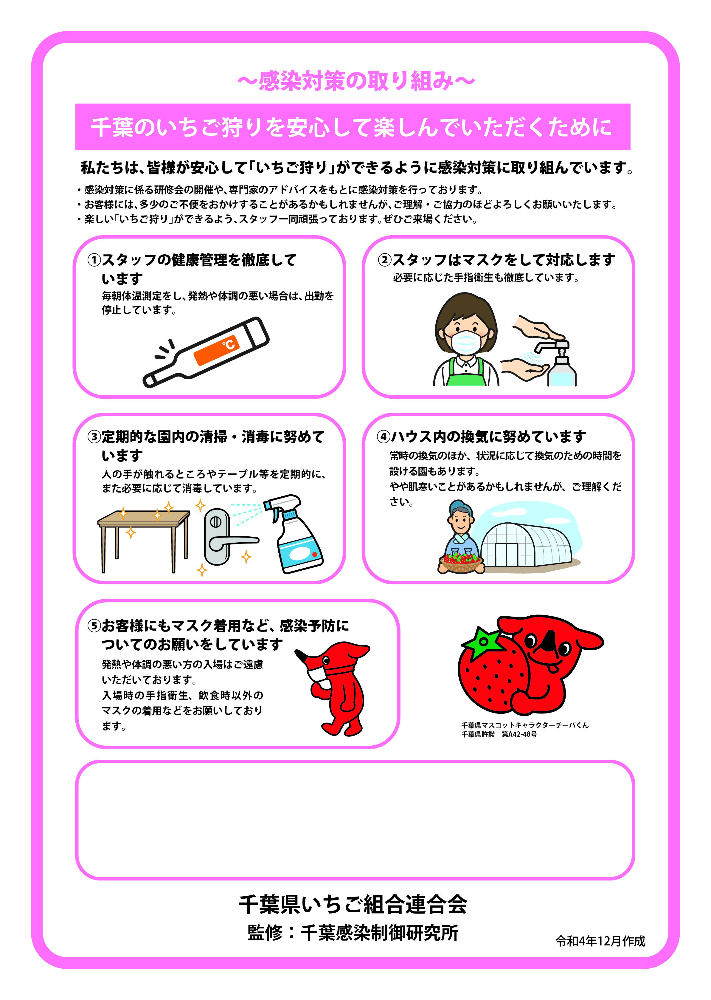 ～感染対策の取り組み～
千葉のいちご狩りを安心して楽しんでいただくために
私たちは、皆様が安心して「いちご狩り」ができるように感染対策に取り組んでいます。
・感染対策に係る研修会の開催や、専門家のアドバイスをもとに感染対策を行っております。
・お客様には、多少のご不便をおかけすることがあるかもしれませんが、ご理解・ご協力のほどよろしくお願いいたします。
・楽しい「いちご狩り」ができるよう、スタッフ一同頑張っております。ぜひご来場ください。
①スタッフの健康管理を徹底して
います
毎朝体温測定をし、発熱や体調の悪い場合は、出勤を
停止しています。
℃
②スタッフはマスクをして対応します
必要に応じた手指衛生も徹底しています。
③定期的な園内の清掃・消毒に努めて
います
人の手が触れるところやテーブル等を定期的に、
また必要に応じて消毒しています。
④ハウス内の換気に努めています
常時の換気のほか、状況に応じて換気のための時間を
設ける園もあります。
やや肌寒いことがあるかもしれませんが、ご理解くだ
さい。
⑤お客様にもマスク着用など、感染予防に
ついてのお願いをしています
発熱や体調の悪い方の入場はご遠慮
いただいております。
入場時の手指衛生、飲食時以外の
マスクの着用などをお願いしており
ます。
千葉県マスコットキャラクターチーバくん
千葉県許諾　第A42-48号
千葉県いちご組合連合会
監修：千葉感染制御研究所
令和4年12月作成